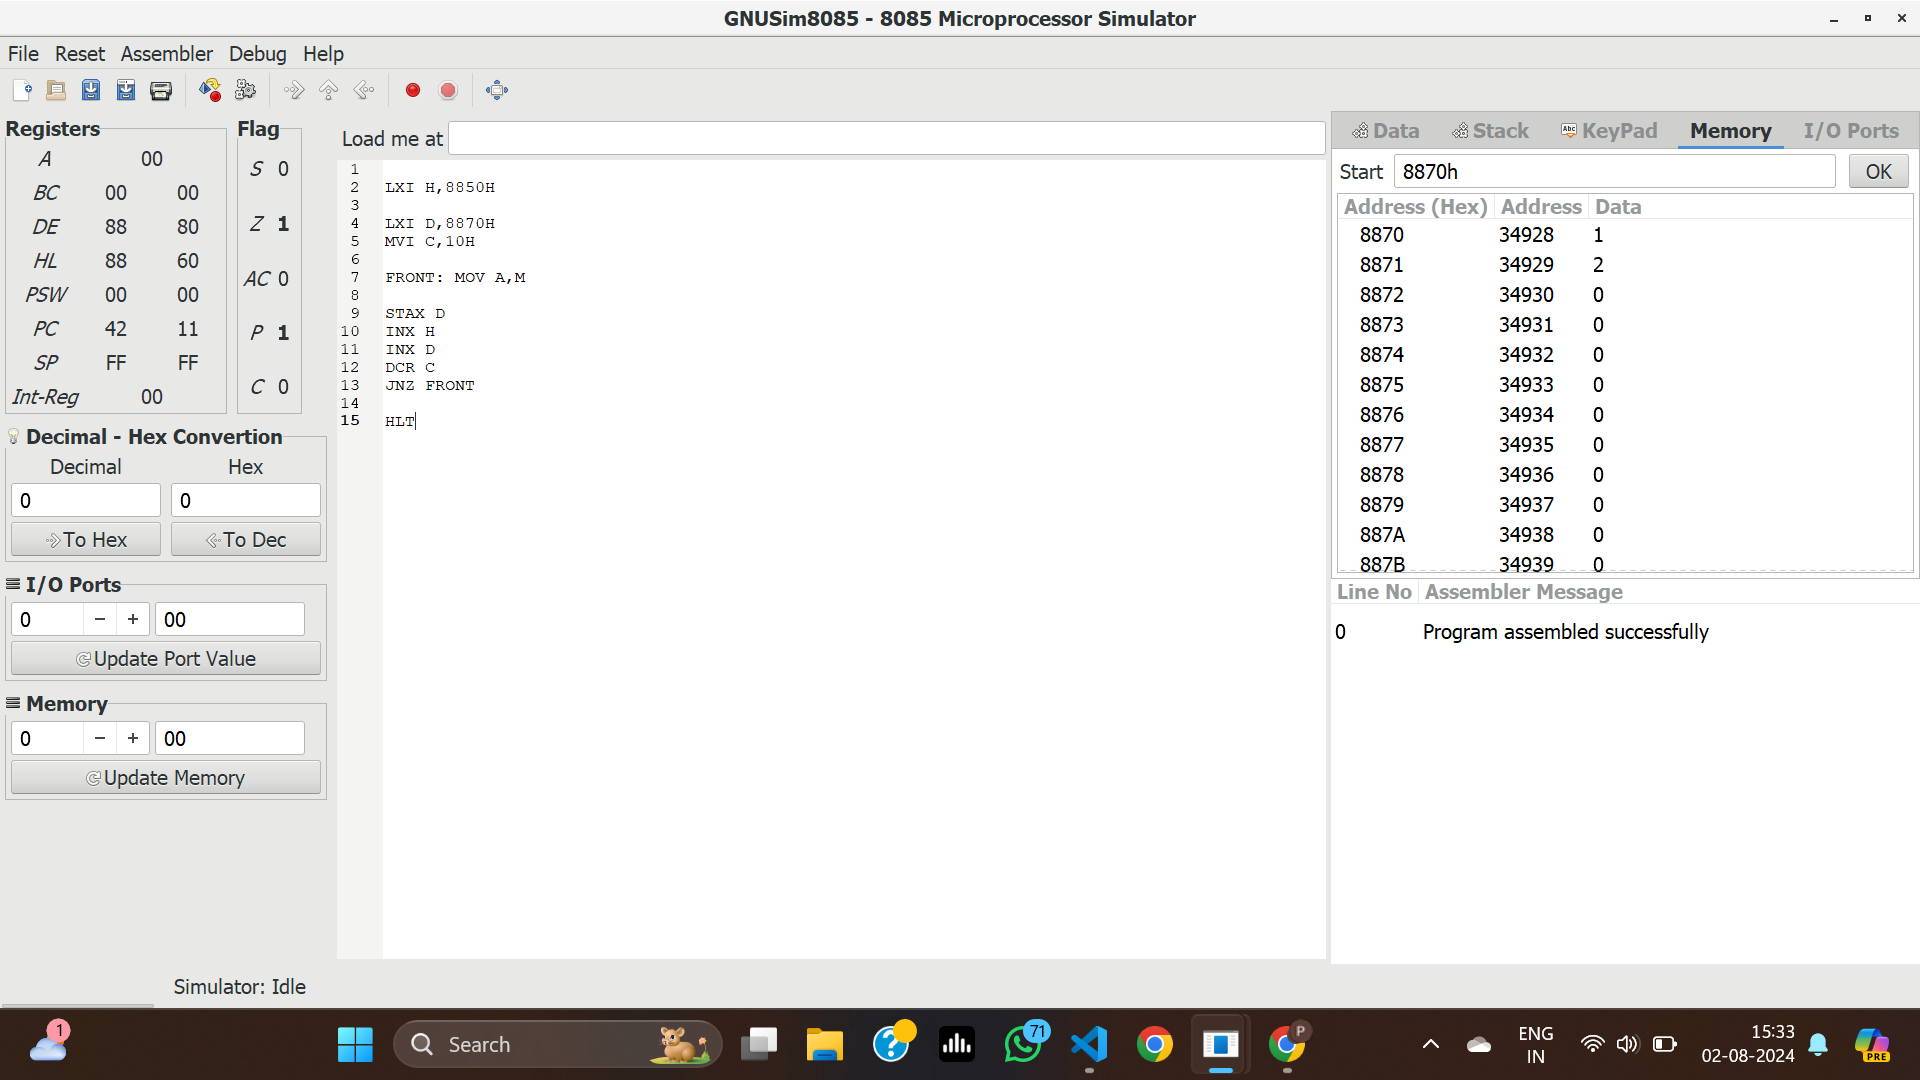 GNUSim8085 - 8085 Microprocessor Simulator
File Reset Assembler Debug Help
Registers
A 00
BC 00 00
DE 88 80
HL 88 60
PSW 00 00
PC 42 11
SP FF FF
Int-Reg 00
Flag
S 0
Z 1
AC 0
P 1
C 0
Decimal - Hex Convertion
Decimal Hex
0 0
To Hex To Dec
I/O Ports
0 − + 00
Update Port Value
Memory
0 − + 00
Update Memory
Simulator: Idle
Load me at
1
2 LXI H,8850H
3
4 LXI D,8870H
5 MVI C,10H
6
7 FRONT: MOV A,M
8
9 STAX D
10 INX H
11 INX D
12 DCR C
13 JNZ FRONT
14
15 HLT
Data Stack Abc KeyPad Memory I/O Ports
Start 8870h OK
Address (Hex) Address Data
8870 34928 1
8871 34929 2
8872 34930 0
8873 34931 0
8874 34932 0
8875 34933 0
8876 34934 0
8877 34935 0
8878 34936 0
8879 34937 0
887A 34938 0
887B 34939 0
Line No Assembler Message
0 Program assembled successfully
1
Search
71
P
ENG
IN
15:33
02-08-2024
PRE